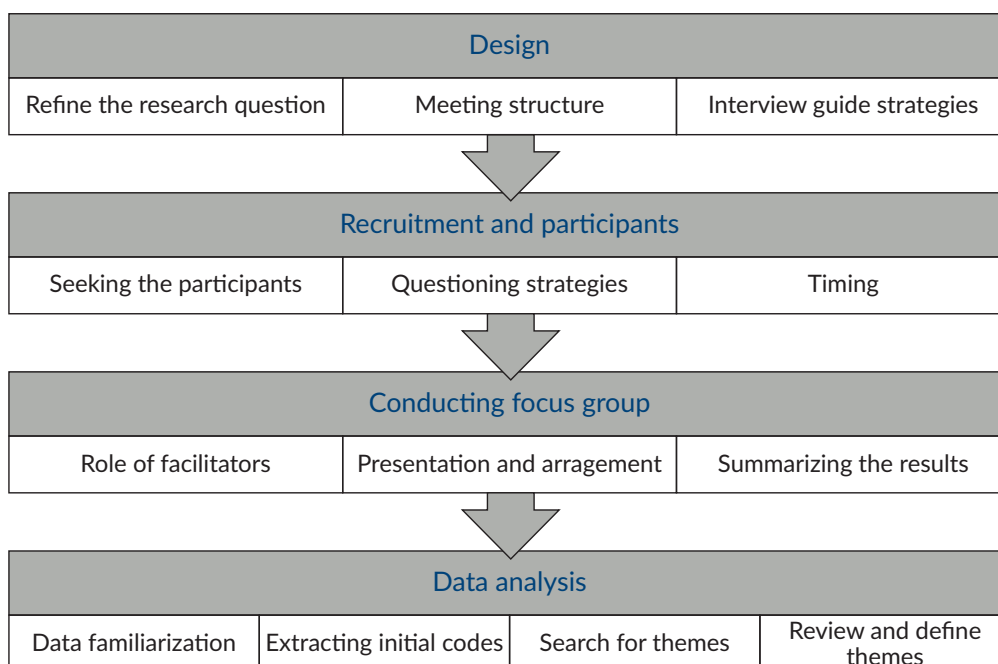 Design
Refine the research question
Meeting structure
Interview guide strategies
Recruitment and participants
Seeking the participants
Questioning strategies
Timing
Conducting focus group
Role of facilitators
Presentation and arragement
Summarizing the results
Data analysis
Data familiarization
Extracting initial codes
Search for themes
Review and define
themes